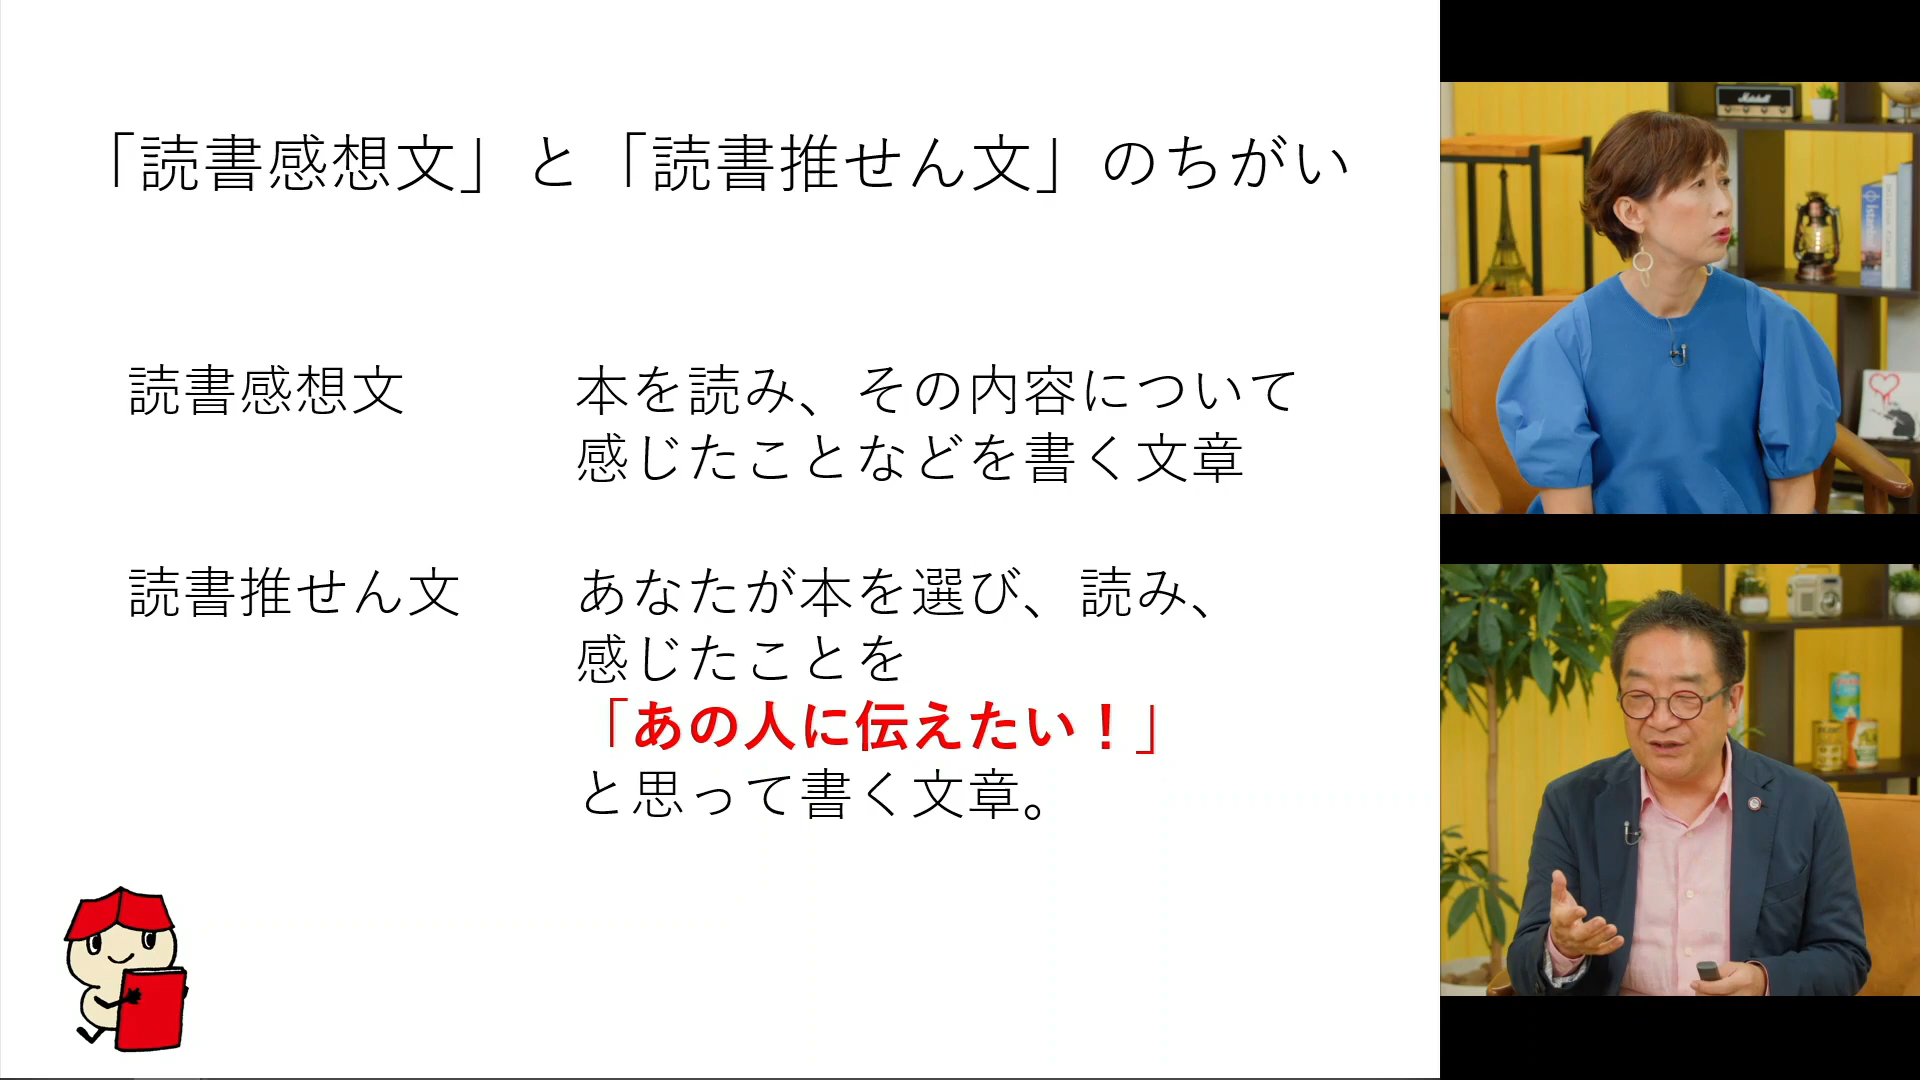 「読書感想文」と「読書推せん文」のちがい
読書感想文
本を読み、その内容について
感じたことなどを書く文章
読書推せん文
あなたが本を選び、読み、
感じたことを
「あの人に伝えたい！」
と思って書く文章。
Marshall
Istanbul